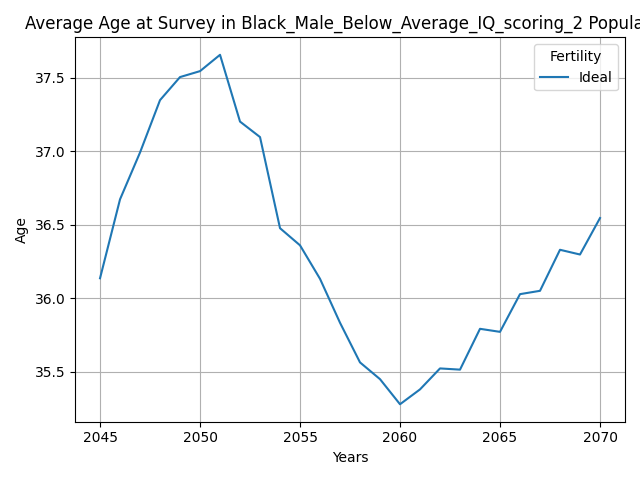 Average Age at Survey in Black_Male_Below_Average_IQ_scoring_2 Popula
Fertility
Ideal
37.5
37.0
36.5
36.0
35.5
Age
2045 2050 2055 2060 2065 2070
Years